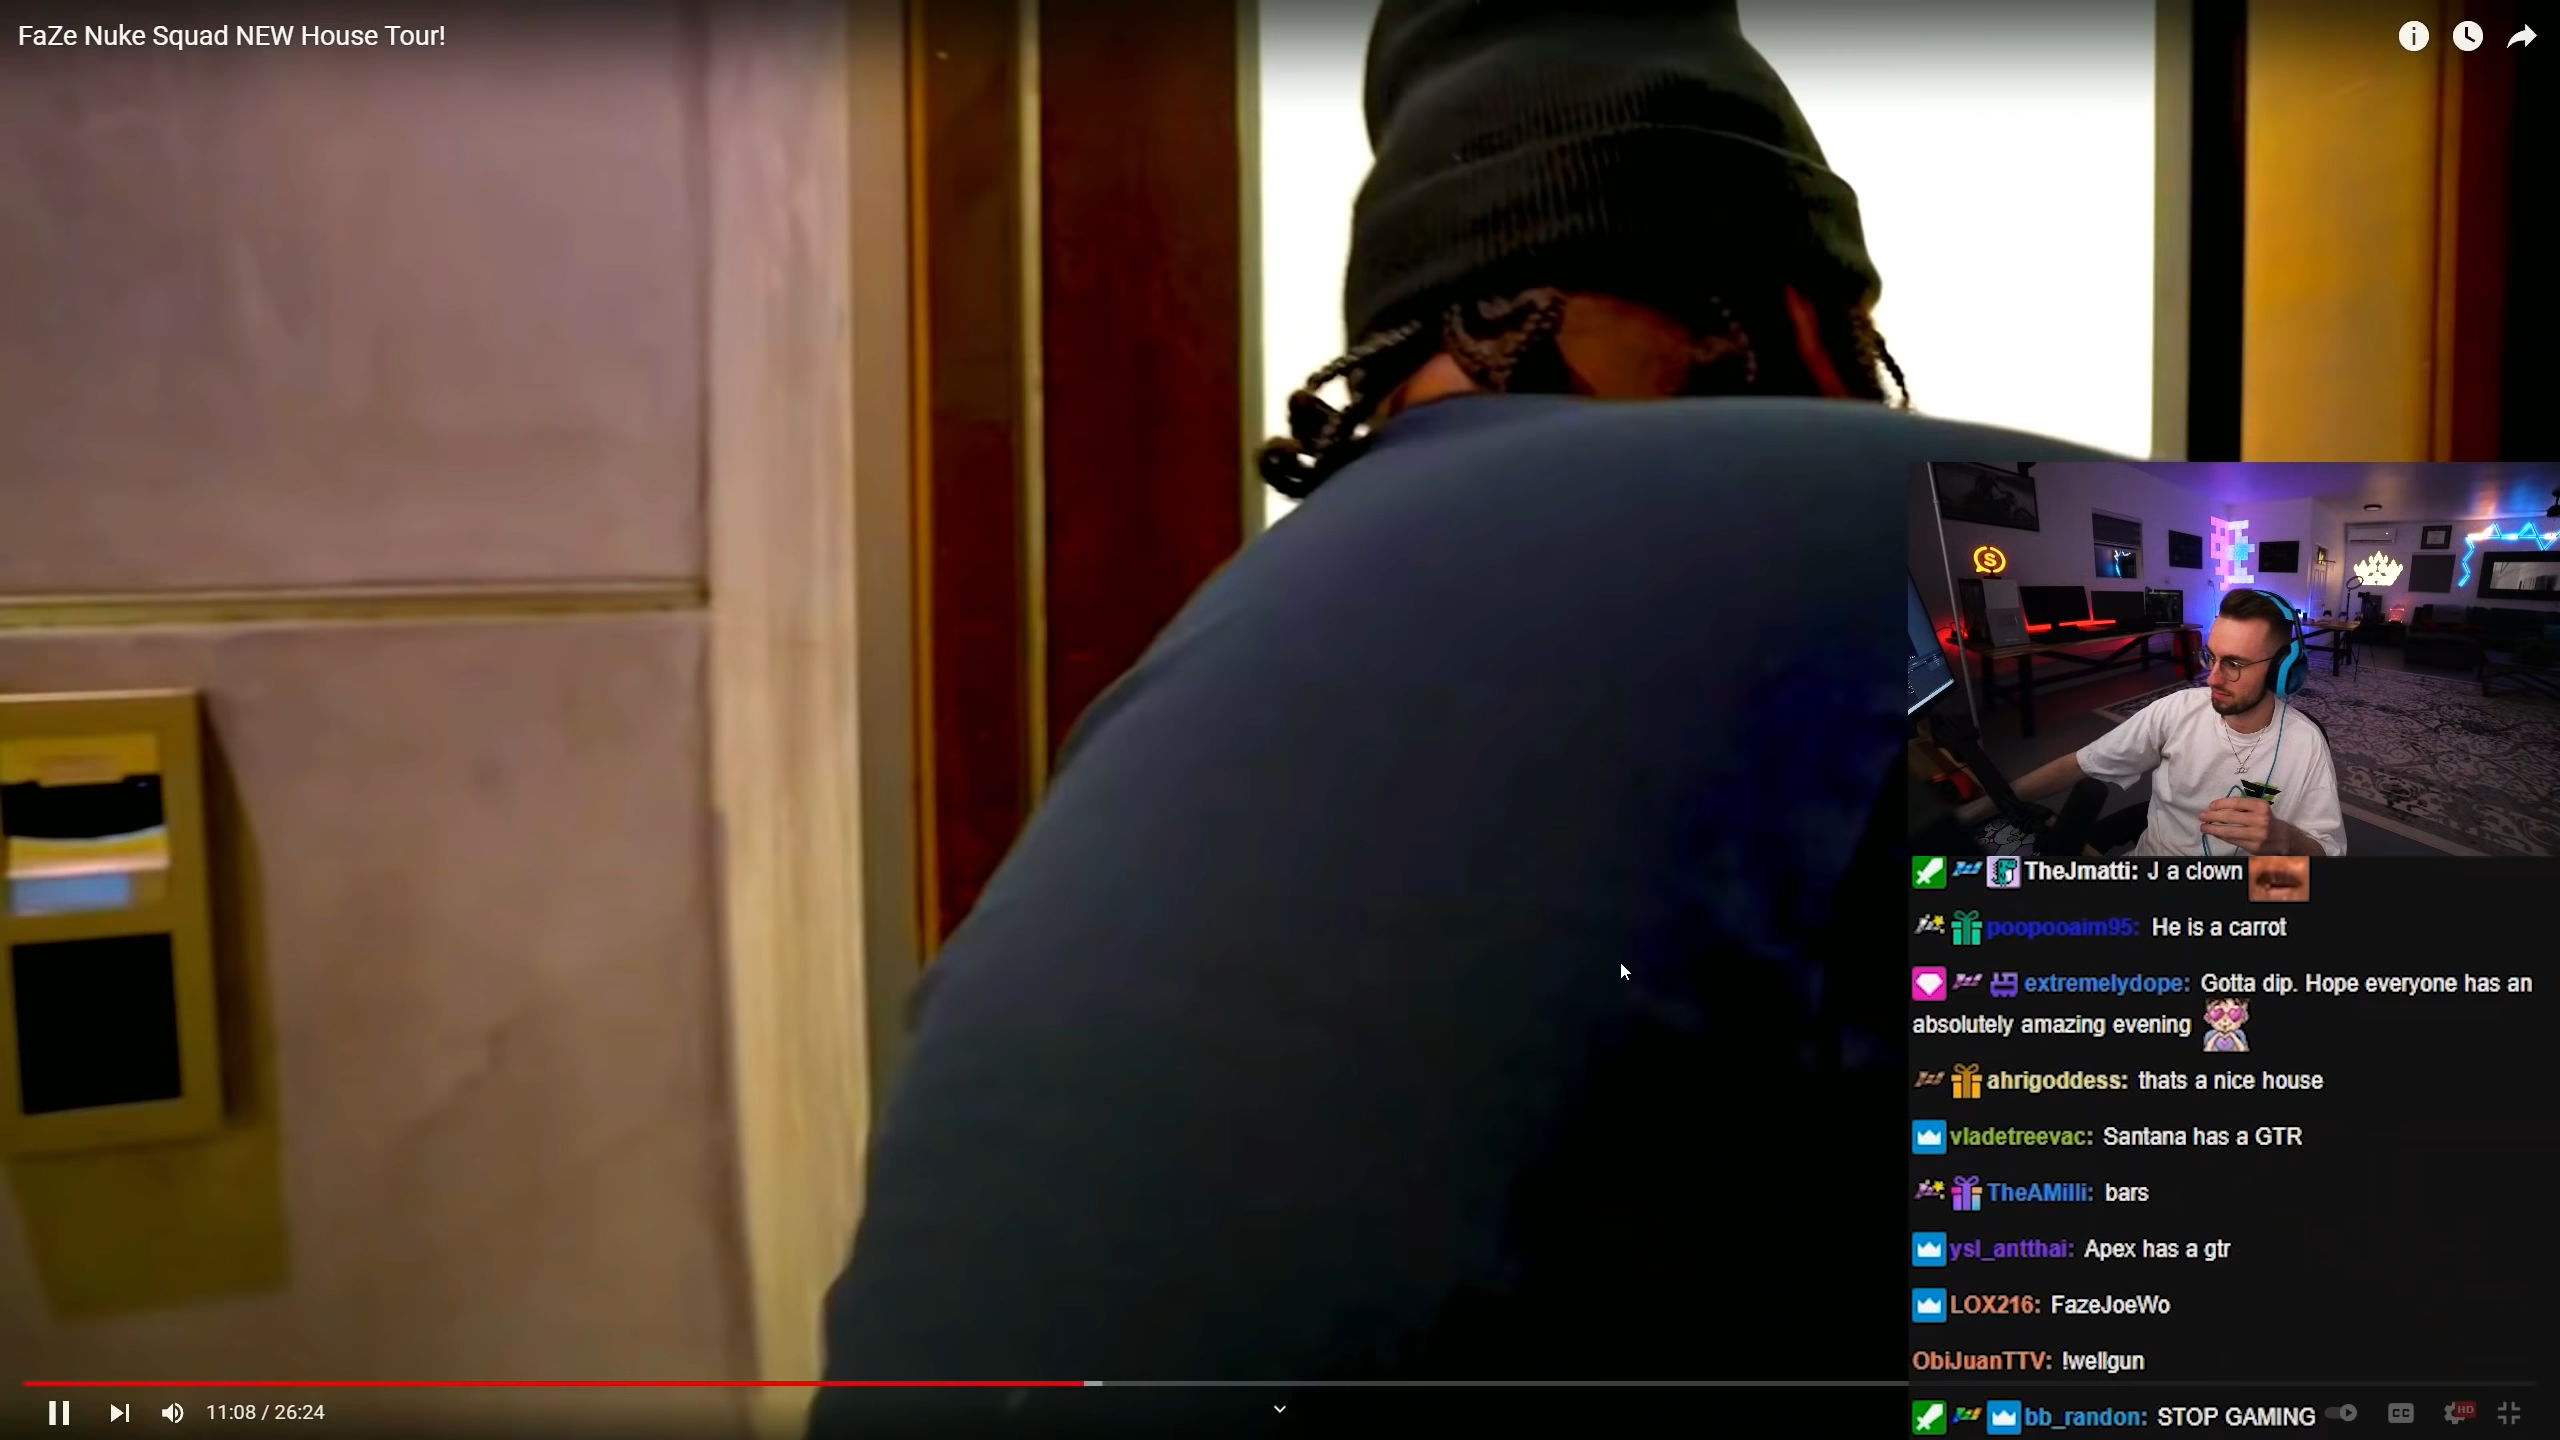 FaZe Nuke Squad NEW House Tour!
TheJmatti: J a clown
poopooaim95: He is a carrot
extremelydope: Gotta dip. Hope everyone has an
absolutely amazing evening
ahrigoddess: thats a nice house
vladetreevac: Santana has a GTR
TheAMilli: bars
ysl_antthai: Apex has a gtr
LOX216: FazeJoeWo
ObiJuanTTV: !wellgun
bb_randon: STOP GAMING
11:08 / 26:24
CC
HD